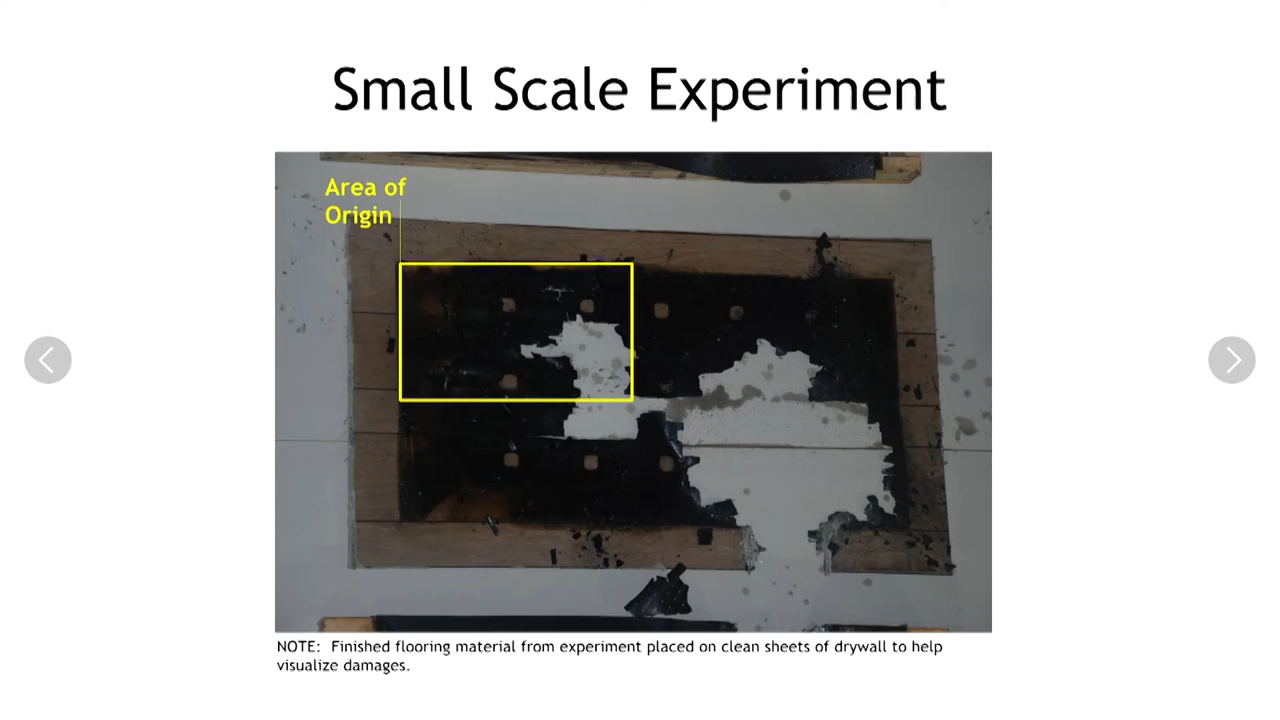 Small Scale Experiment
Area of
Origin
NOTE:  Finished flooring material from experiment placed on clean sheets of drywall to help
visualize damages.